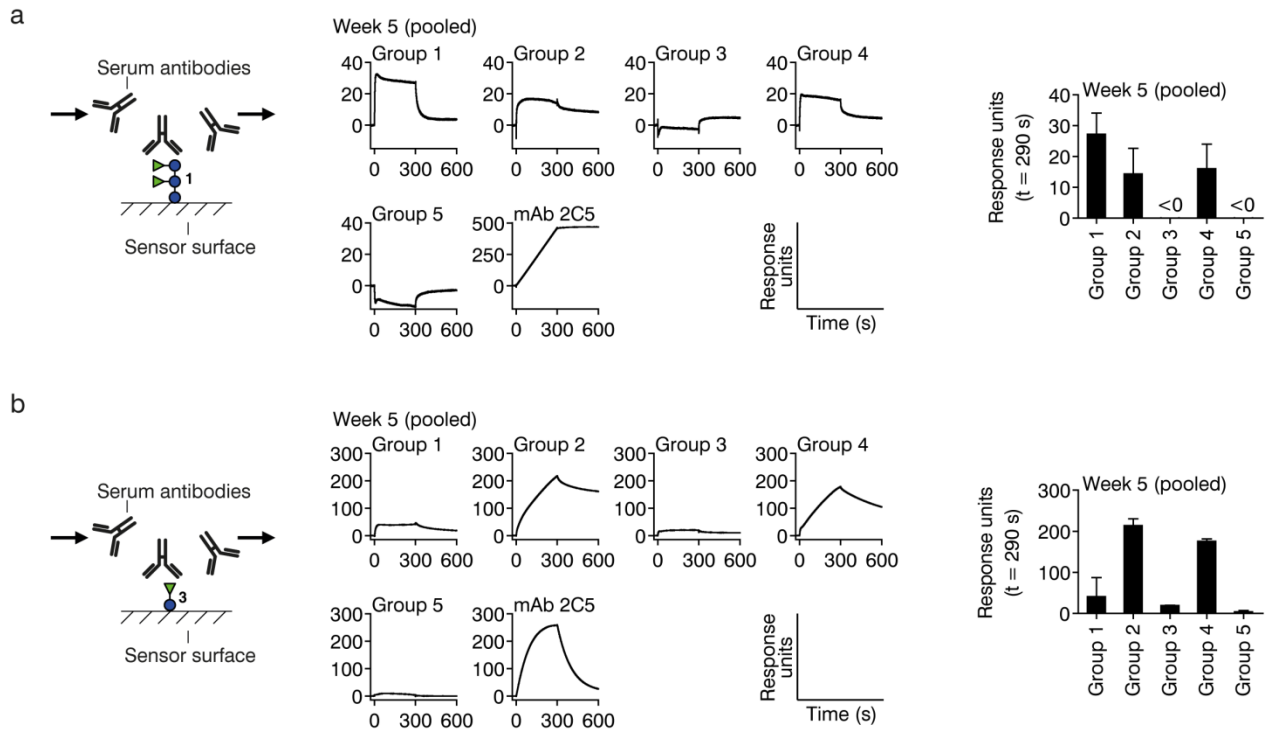 a
Week 5 (pooled)
Serum antibodies
1
Sensor surface
Group 1 Group 2 Group 3 Group 4
40 40 40 40
20 20 20 20
0 0 0 0
0 300 600 0 300 600 0 300 600 0 300 600
Group 5 mAb 2C5
40 500
20 250
0 0
0 300 600 0 300 600
Response units
Time (s)
Week 5 (pooled)
Response units
(t = 290 s)
40
30
20
10
0
<0 <0
Group 1 Group 2 Group 3 Group 4 Group 5
b
Week 5 (pooled)
Serum antibodies
3
Sensor surface
Group 1 Group 2 Group 3 Group 4
300 300 300 300
200 200 200 200
100 100 100 100
0 0 0 0
0 300 600 0 300 600 0 300 600 0 300 600
Group 5 mAb 2C5
300 300
200 200
100 100
0 0
0 300 600 0 300 600
Response units
Time (s)
Week 5 (pooled)
Response units
(t = 290 s)
300
200
100
0
Group 1 Group 2 Group 3 Group 4 Group 5